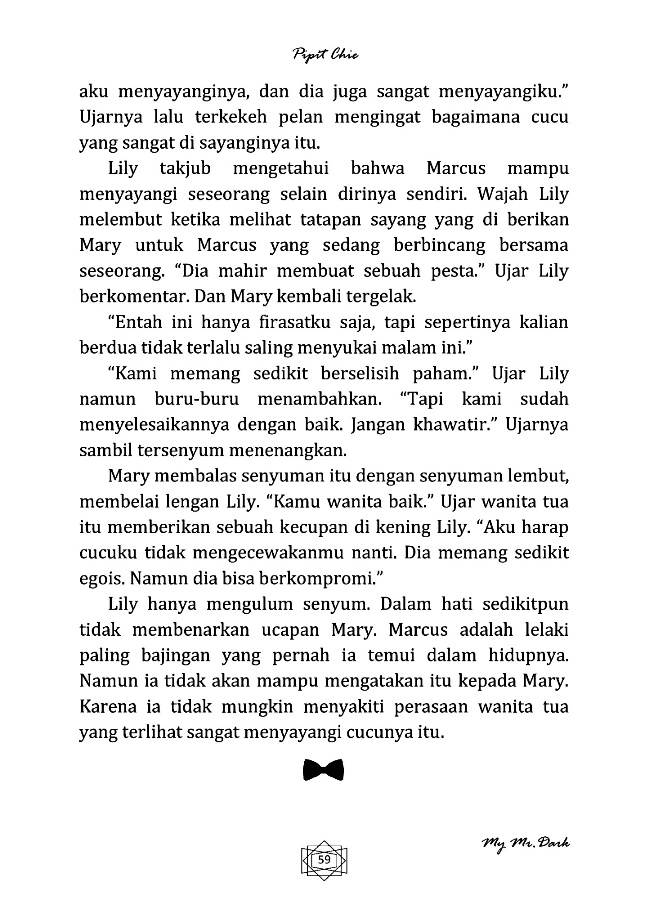 Pipit Chie
aku menyayanginya, dan dia juga sangat menyayangiku.”
Ujarnya lalu terkekeh pelan mengingat bagaimana cucu
yang sangat di sayanginya itu.
Lily takjub mengetahui bahwa Marcus mampu
menyayangi seseorang selain dirinya sendiri. Wajah Lily
melembut ketika melihat tatapan sayang yang di berikan
Mary untuk Marcus yang sedang berbincang bersama
seseorang. “Dia mahir membuat sebuah pesta.” Ujar Lily
berkomentar. Dan Mary kembali tergelak.
“Entah ini hanya firasatku saja, tapi sepertinya kalian
berdua tidak terlalu saling menyukai malam ini.”
“Kami memang sedikit berselisih paham.” Ujar Lily
namun buru-buru menambahkan. “Tapi kami sudah
menyelesaikannya dengan baik. Jangan khawatir.” Ujarnya
sambil tersenyum menenangkan.
Mary membalas senyuman itu dengan senyuman lembut,
membelai lengan Lily. “Kamu wanita baik.” Ujar wanita tua
itu memberikan sebuah kecupan di kening Lily. “Aku harap
cucuku tidak mengecewakanmu nanti. Dia memang sedikit
egois. Namun dia bisa berkompromi.”
Lily hanya mengulum senyum. Dalam hati sedikitpun
tidak membenarkan ucapan Mary. Marcus adalah lelaki
paling bajingan yang pernah ia temui dalam hidupnya.
Namun ia tidak akan mampu mengatakan itu kepada Mary.
Karena ia tidak mungkin menyakiti perasaan wanita tua
yang terlihat sangat menyayangi cucunya itu.
My Mr. Dark
59